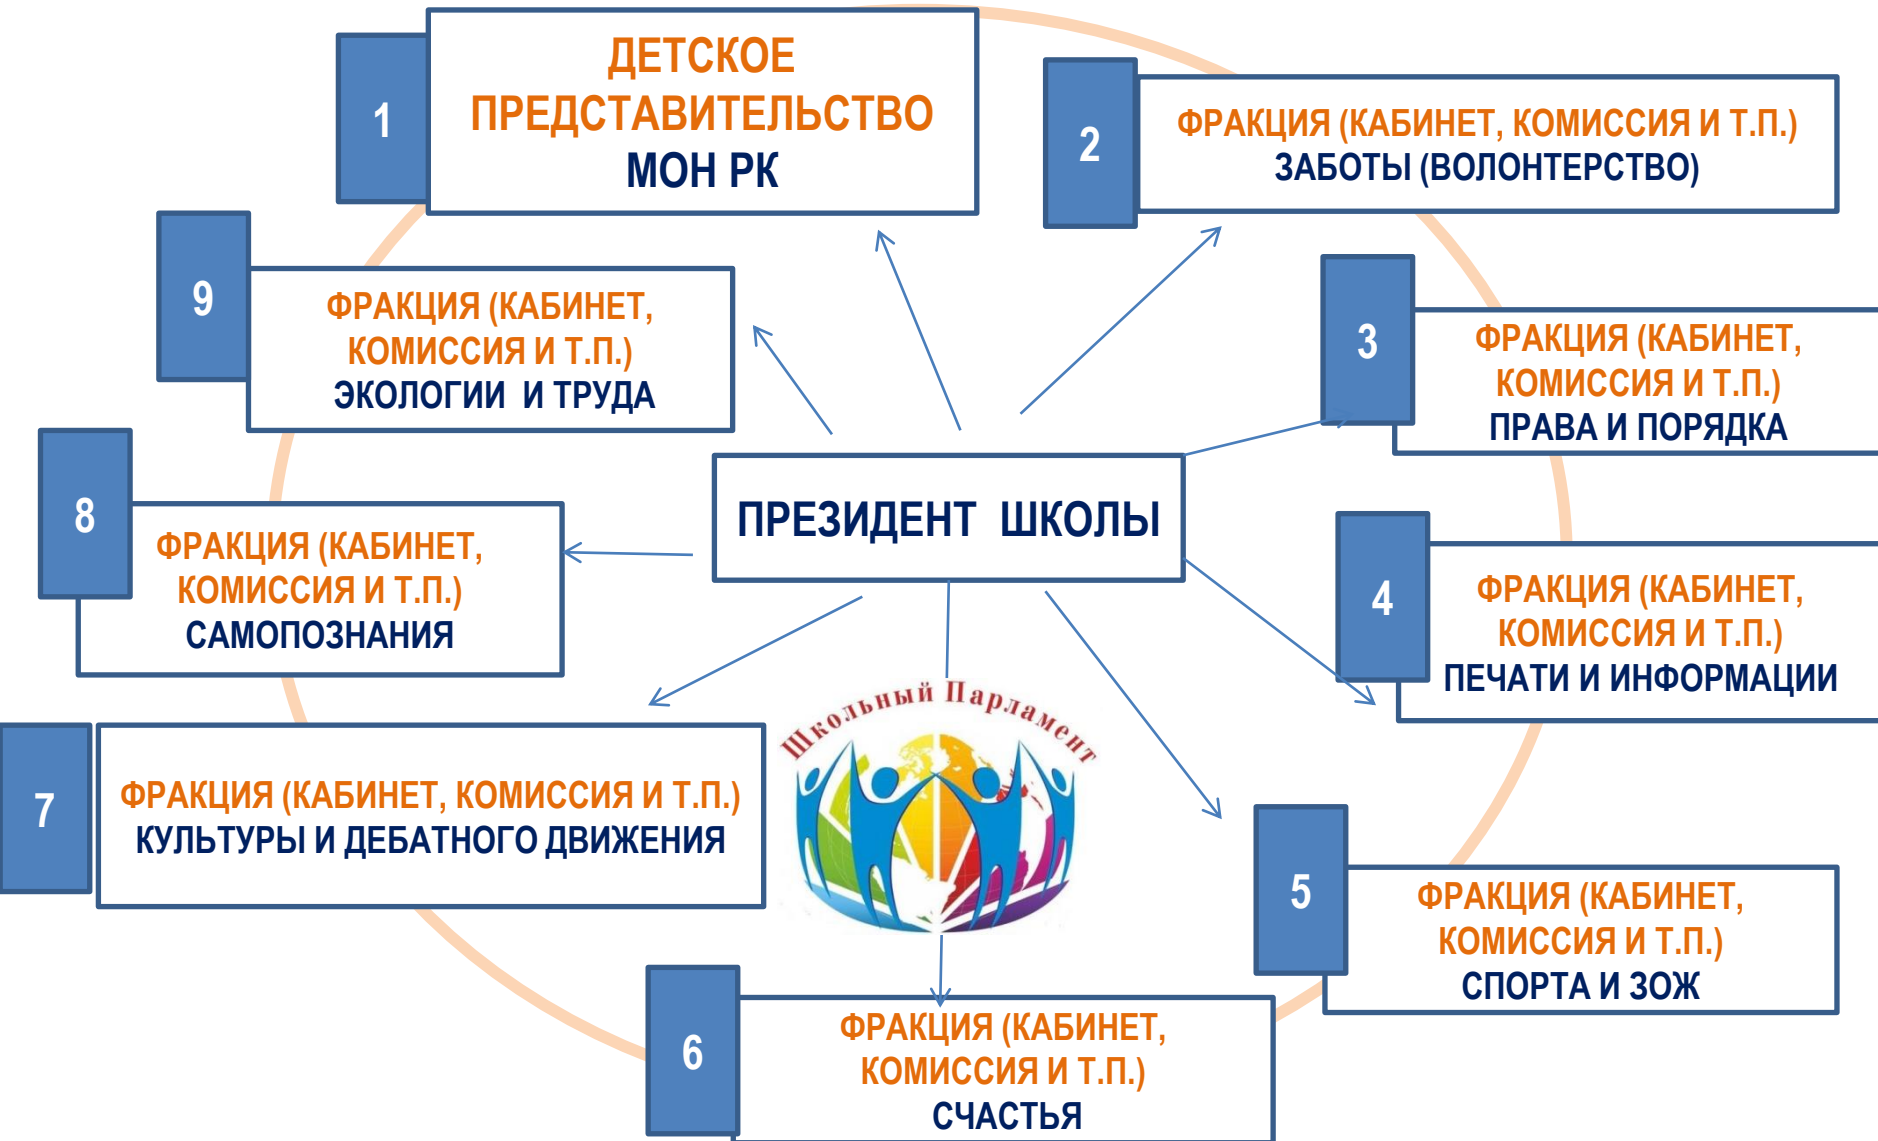 1
ДЕТСКОЕ
ПРЕДСТАВИТЕЛЬСТВО
МОН РК
2
ФРАКЦИЯ (КАБИНЕТ, КОМИССИЯ И Т.П.)
ЗАБОТЫ (ВОЛОНТЕРСТВО)
9
ФРАКЦИЯ (КАБИНЕТ,
КОМИССИЯ И Т.П.)
ЭКОЛОГИИ И ТРУДА
3
ФРАКЦИЯ (КАБИНЕТ,
КОМИССИЯ И Т.П.)
ПРАВА И ПОРЯДКА
8
ФРАКЦИЯ (КАБИНЕТ,
КОМИССИЯ И Т.П.)
САМОПОЗНАНИЯ
ПРЕЗИДЕНТ ШКОЛЫ
4
ФРАКЦИЯ (КАБИНЕТ,
КОМИССИЯ И Т.П.)
ПЕЧАТИ И ИНФОРМАЦИИ
7
ФРАКЦИЯ (КАБИНЕТ, КОМИССИЯ И Т.П.)
КУЛЬТУРЫ И ДЕБАТНОГО ДВИЖЕНИЯ
Школьный Парламент
5
ФРАКЦИЯ (КАБИНЕТ,
КОМИССИЯ И Т.П.)
СПОРТА И ЗОЖ
6
ФРАКЦИЯ (КАБИНЕТ,
КОМИССИЯ И Т.П.)
СЧАСТЬЯ